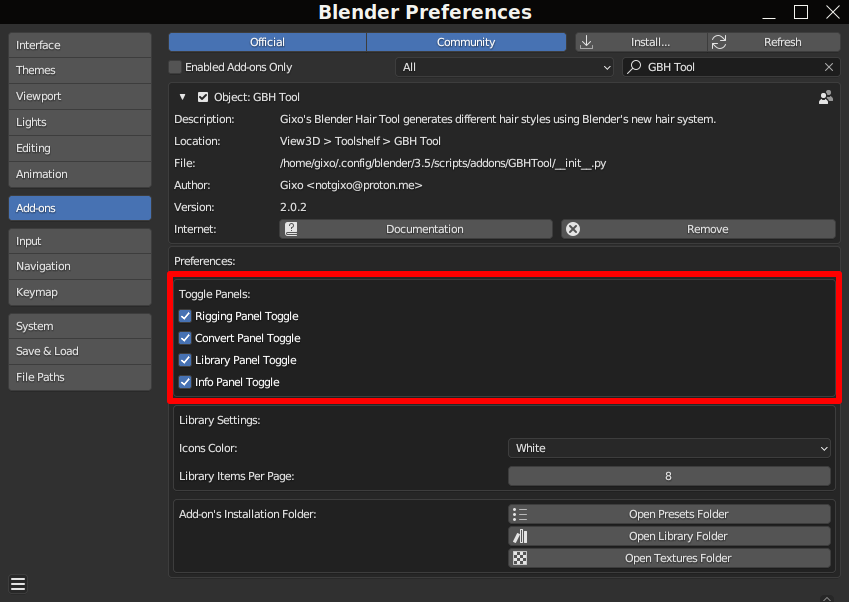 Blender Preferences
Interface
Themes
Viewport
Lights
Editing
Animation
Add-ons
Input
Navigation
Keymap
System
Save & Load
File Paths
Official Community Install... Refresh
Enabled Add-ons Only All GBH Tool
Object: GBH Tool
Description: Gixo's Blender Hair Tool generates different hair styles using Blender's new hair system.
Location: View3D > Toolshelf > GBH Tool
File: /home/gixo/.config/blender/3.5/scripts/addons/GBHTool/__init__.py
Author: Gixo <notgixo@proton.me>
Version: 2.0.2
Internet: Documentation Remove
Preferences:
Toggle Panels:
Rigging Panel Toggle
Convert Panel Toggle
Library Panel Toggle
Info Panel Toggle
Library Settings:
Icons Color: White
Library Items Per Page: 8
Add-on's Installation Folder: Open Presets Folder
Open Library Folder
Open Textures Folder